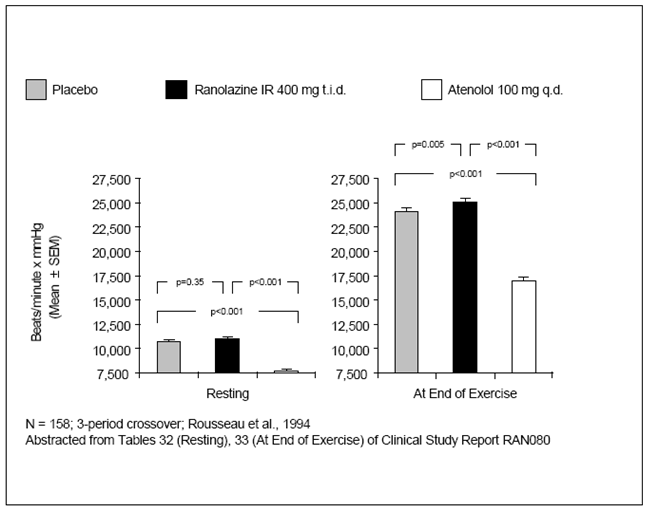 Placebo Ranolazine IR 400 mg t.i.d. Atenolol 100 mg q.d.
Beats/minute x mmHg
(Mean ± SEM)
27,500
25,000
22,500
20,000
17,500
15,000
12,500
10,000
7,500
p=0.35 p<0.001
p<0.001
Resting
27,500
25,000
22,500
20,000
17,500
15,000
12,500
10,000
7,500
p=0.005 p<0.001
p<0.001
At End of Exercise
N = 158; 3-period crossover; Rousseau et al., 1994
Abstracted from Tables 32 (Resting), 33 (At End of Exercise) of Clinical Study Report RAN080